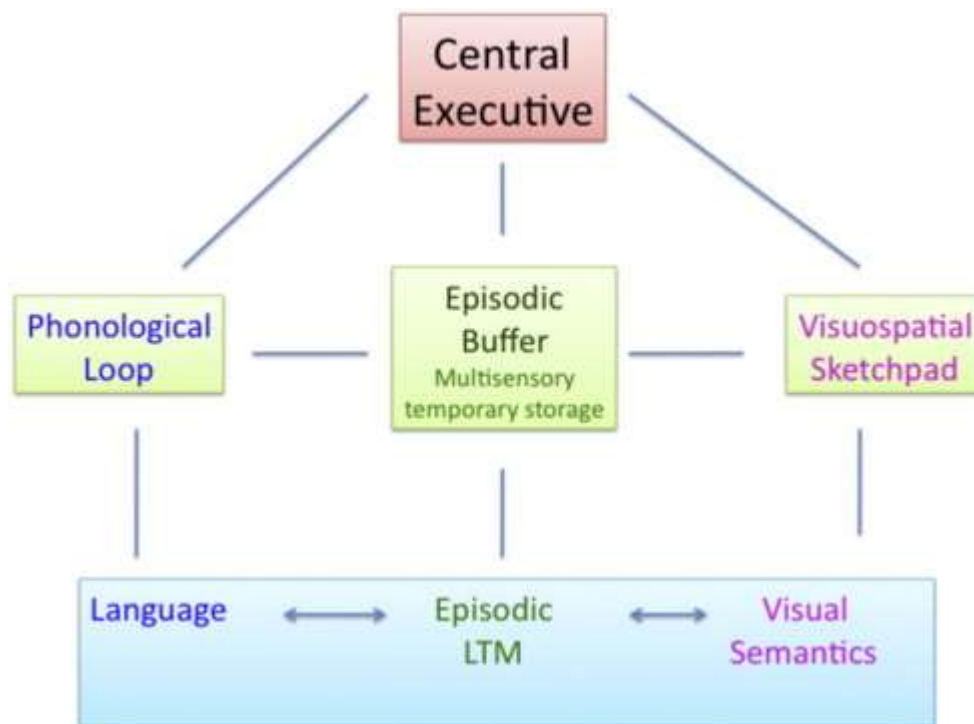 Central
Executive
Phonological
Loop
Episodic
Buffer
Multisensory
temporary storage
Visuospatial
Sketchpad
Language
Episodic
LTM
Visual
Semantics